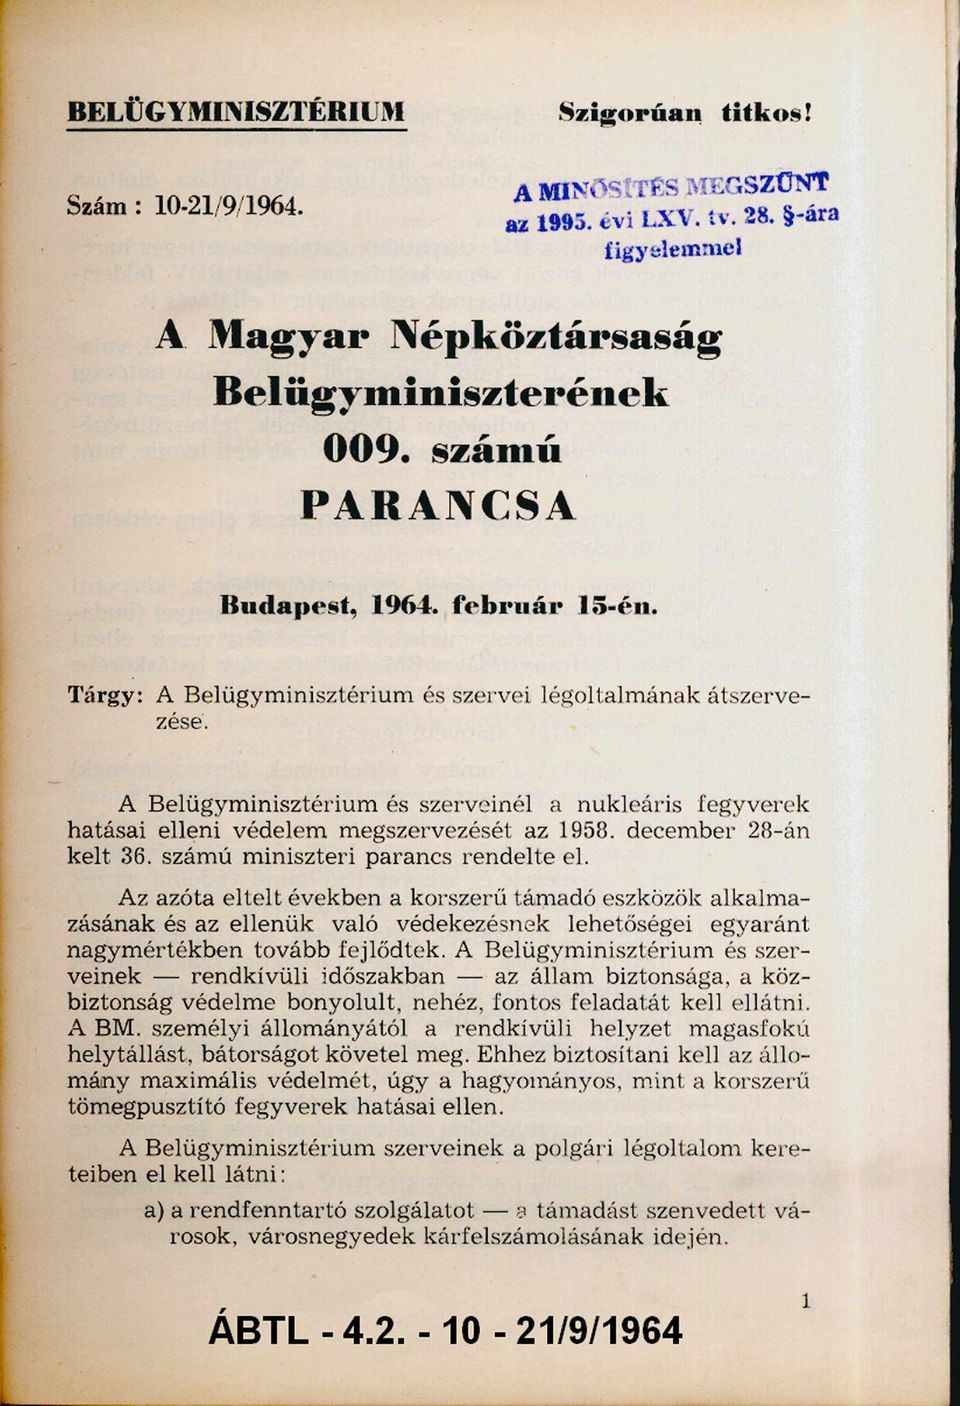 BELÜGYMINISZTÉRIUM
Szigorúan titkos!
Szám : 10-21/9/1964.
A MINŐSÍTÉS MEGSZŰNT
az 1995. évi LXV. tv. 28. §-ára
figyelemmel
A Magyar Népköztársaság
Belügyminiszterének
009. számú
PARANCSA
Budapest, 1964. február 15-én.
Tárgy: A Belügyminisztérium és szervei légoltalmának átszerve-
zése.
A Belügyminisztérium és szerveinél a nukleáris fegyverek
hatásai elleni védelem megszervezését az 1958. december 28-án
kelt 36. számú miniszteri parancs rendelte el.
Az azóta eltelt években a korszerű támadó eszközök alkalma-
zásának és az ellenük való védekezésnek lehetőségei egyaránt
nagymértékben tovább fejlődtek. A Belügyminisztérium és szer-
veinek — rendkívüli időszakban — az állam biztonsága, a köz-
biztonság védelme bonyolult, nehéz, fontos feladatát kell ellátni.
A BM. személyi állományától a rendkívüli helyzet magasfokú
helytállást, bátorságot követel meg. Ehhez biztosítani kell az állo-
mány maximális védelmét, úgy a hagyományos, mint a korszerű
tömegpusztító fegyverek hatásai ellen.
A Belügyminisztérium szerveinek a polgári légoltalom kere-
teiben el kell látni:
a) a rendfenntartó szolgálatot — a támadást szenvedett vá-
rosok, városnegyedek kárfelszámolásának idején.
1
ÁBTL - 4.2. - 10 - 21/9/1964